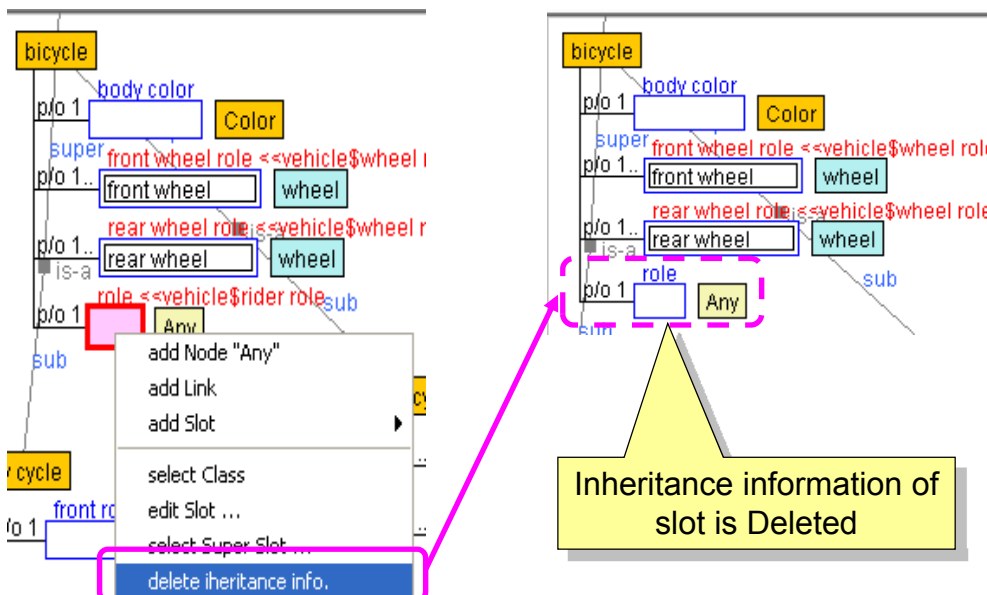 bicycle
body color
p/o 1
Color
super
front wheel role <<vehicle$wheel
p/o 1..
front wheel
wheel
rear wheel role <<vehicle$wheel
is-a
p/o 1..
rear wheel
wheel
is-a
role <<vehicle$rider role
sub
p/o 1
Any
sub
add Node "Any"
add Link
add Slot
cycle
select Class
front
edit Slot ...
select Super Slot ...
delete iheritance info.
bicycle
body color
p/o 1
Color
super
front wheel role <<vehicle$wheel role
p/o 1..
front wheel
wheel
rear wheel role <<vehicle$wheel role
is-a
p/o 1..
rear wheel
wheel
is-a
role
sub
p/o 1
Any
sub
Inheritance information of
slot is Deleted